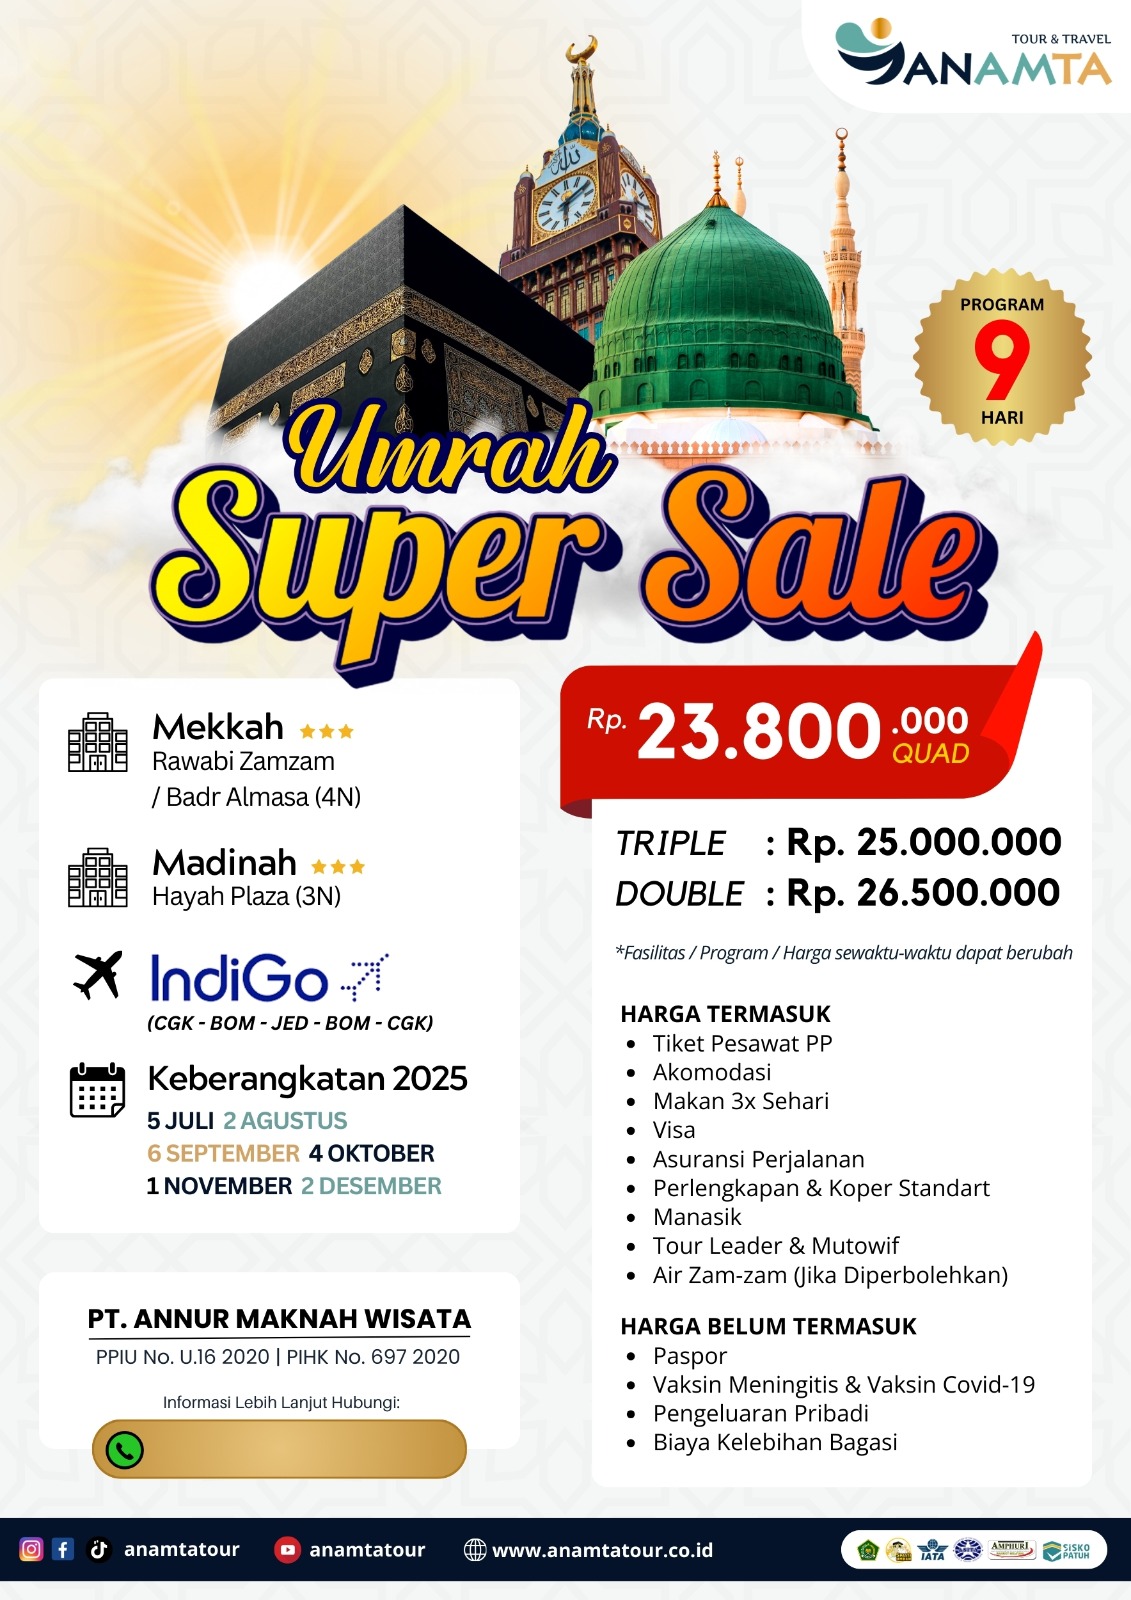 TOUR & TRAVEL
ANAMTA
PROGRAM
9
HARI
Umrah
Super Sale
Mekkah
Rawabi Zamzam
/ Badr Almasa (4N)
Madinah
Hayah Plaza (3N)
IndiGo
(CGK - BOM - JED - BOM - CGK)
Keberangkatan 2025
5 JULI 2 AGUSTUS
6 SEPTEMBER 4 OKTOBER
1 NOVEMBER 2 DESEMBER
PT. ANNUR MAKNAH WISATA
PPIU No. U.16 2020 | PIHK No. 697 2020
Informasi Lebih Lanjut Hubungi:
Rp. 23.800.000
QUAD
TRIPLE : Rp. 25.000.000
DOUBLE : Rp. 26.500.000
*Fasilitas / Program / Harga sewaktu-waktu dapat berubah
HARGA TERMASUK
• Tiket Pesawat PP
• Akomodasi
• Makan 3x Sehari
• Visa
• Asuransi Perjalanan
• Perlengkapan & Koper Standart
• Manasik
• Tour Leader & Mutowif
• Air Zam-zam (Jika Diperbolehkan)
HARGA BELUM TERMASUK
• Paspor
• Vaksin Meningitis & Vaksin Covid-19
• Pengeluaran Pribadi
• Biaya Kelebihan Bagasi
anamtatour anamtatour www.anamtatour.co.id
IATA AMPHURI SISKO
PATUH